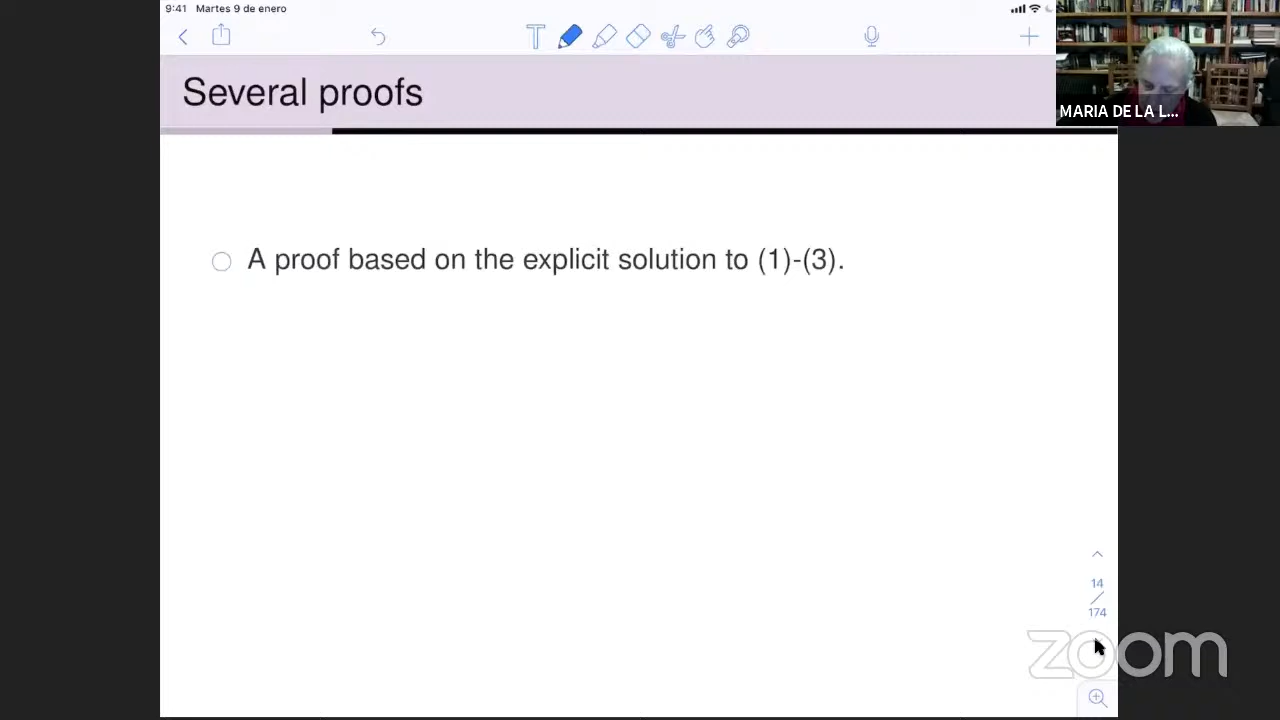 9:41 Martes 9 de enero
Several proofs
MARIA DE LA L...
A proof based on the explicit solution to (1)-(3).
14
174
zoom